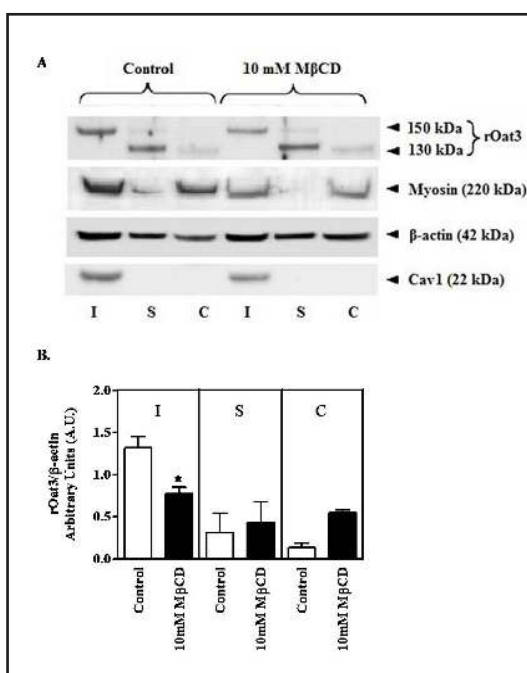 A
Control 10 mM MβCD
150 kDa
130 kDa
rOat3
Myosin (220 kDa)
β-actin (42 kDa)
Cav1 (22 kDa)
I S C I S C
B.
rOat3/β-actin
Arbitrary Units (A.U.)
2.0
1.5
1.0
0.5
0.0
I S C
*
Control
10mM MβCD
Control
10mM MβCD
Control
10mM MβCD